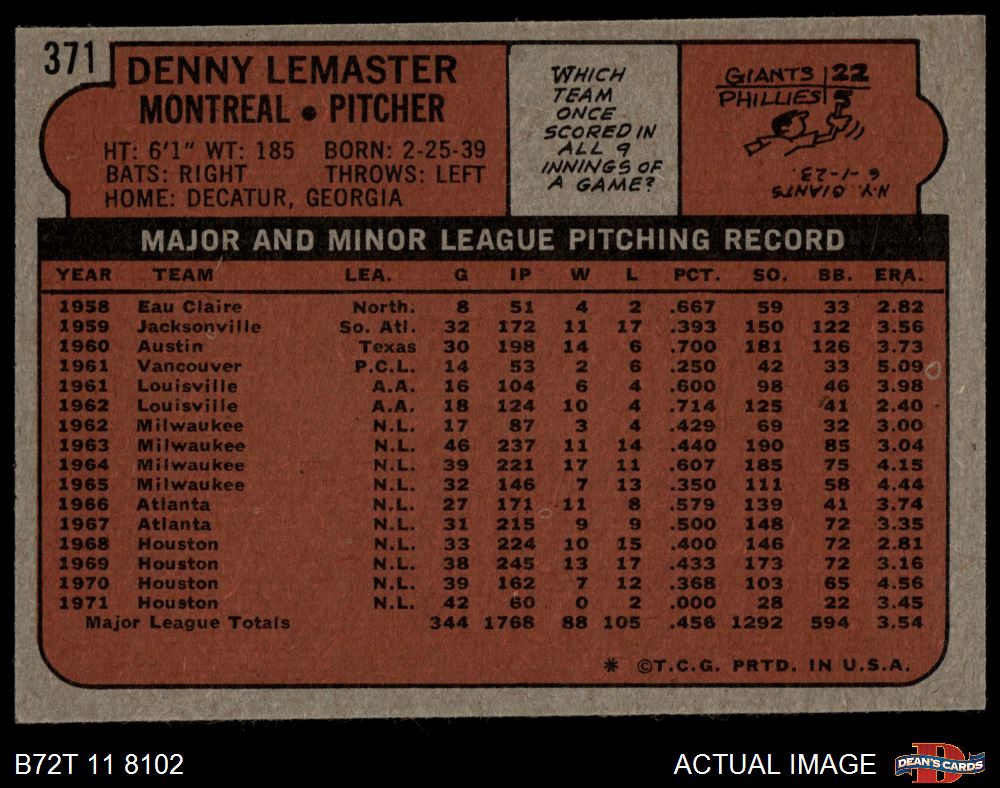 371
DENNY LEMASTER
MONTREAL • PITCHER
HT: 6'1" WT: 185 BORN: 2-25-39
BATS: RIGHT THROWS: LEFT
HOME: DECATUR, GEORGIA
WHICH
TEAM
ONCE
SCORED IN
ALL 9
INNINGS OF
A GAME?
GIANTS 22
PHILLIES 5
N.Y. GIANTS
6-1-23.
MAJOR AND MINOR LEAGUE PITCHING RECORD
YEAR TEAM LEA. G IP W L PCT. SO. BB. ERA.
1958 Eau Claire North. 8 51 4 2 .667 59 33 2.82
1959 Jacksonville So. Atl. 32 172 11 17 .393 150 122 3.56
1960 Austin Texas 30 198 14 6 .700 181 126 3.73
1961 Vancouver P.C.L. 14 53 2 6 .250 42 33 5.09
1961 Louisville A.A. 16 104 6 4 .600 98 46 3.98
1962 Louisville A.A. 18 124 10 4 .714 125 41 2.40
1962 Milwaukee N.L. 17 87 3 4 .429 69 32 3.00
1963 Milwaukee N.L. 46 237 11 14 .440 190 85 3.04
1964 Milwaukee N.L. 39 221 17 11 .607 185 75 4.15
1965 Milwaukee N.L. 32 146 7 13 .350 111 58 4.44
1966 Atlanta N.L. 27 171 11 8 .579 139 41 3.74
1967 Atlanta N.L. 31 215 9 9 .500 148 72 3.35
1968 Houston N.L. 33 224 10 15 .400 146 72 2.81
1969 Houston N.L. 38 245 13 17 .433 173 72 3.16
1970 Houston N.L. 39 162 7 12 .368 103 65 4.56
1971 Houston N.L. 42 60 0 2 .000 28 22 3.45
Major League Totals 344 1768 88 105 .456 1292 594 3.54
* ©T.C.G. PRTD. IN U.S.A.
B72T 11 8102
ACTUAL IMAGE
DEAN'S CARDS